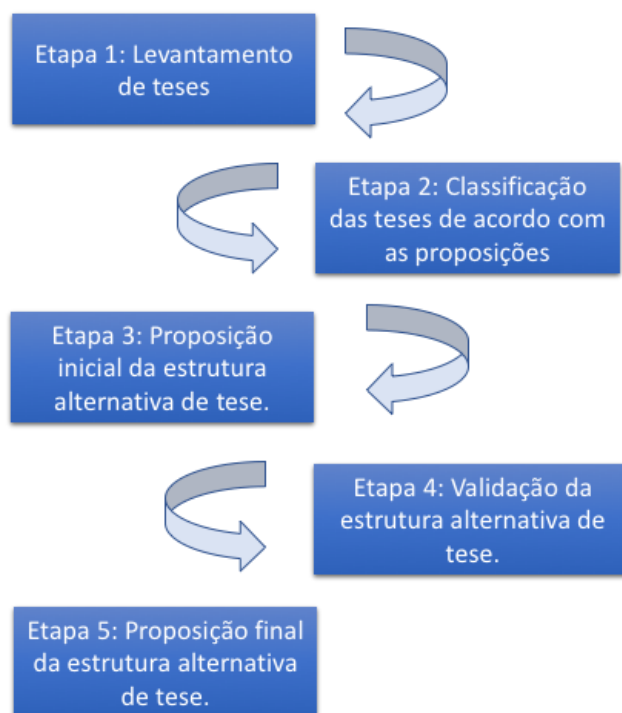 Etapa 1: Levantamento
de teses
Etapa 2: Classificação
das teses de acordo com
as proposições
Etapa 3: Proposição
inicial da estrutura
alternativa de tese.
Etapa 4: Validação da
estrutura alternativa de
tese.
Etapa 5: Proposição final
da estrutura alternativa
de tese.